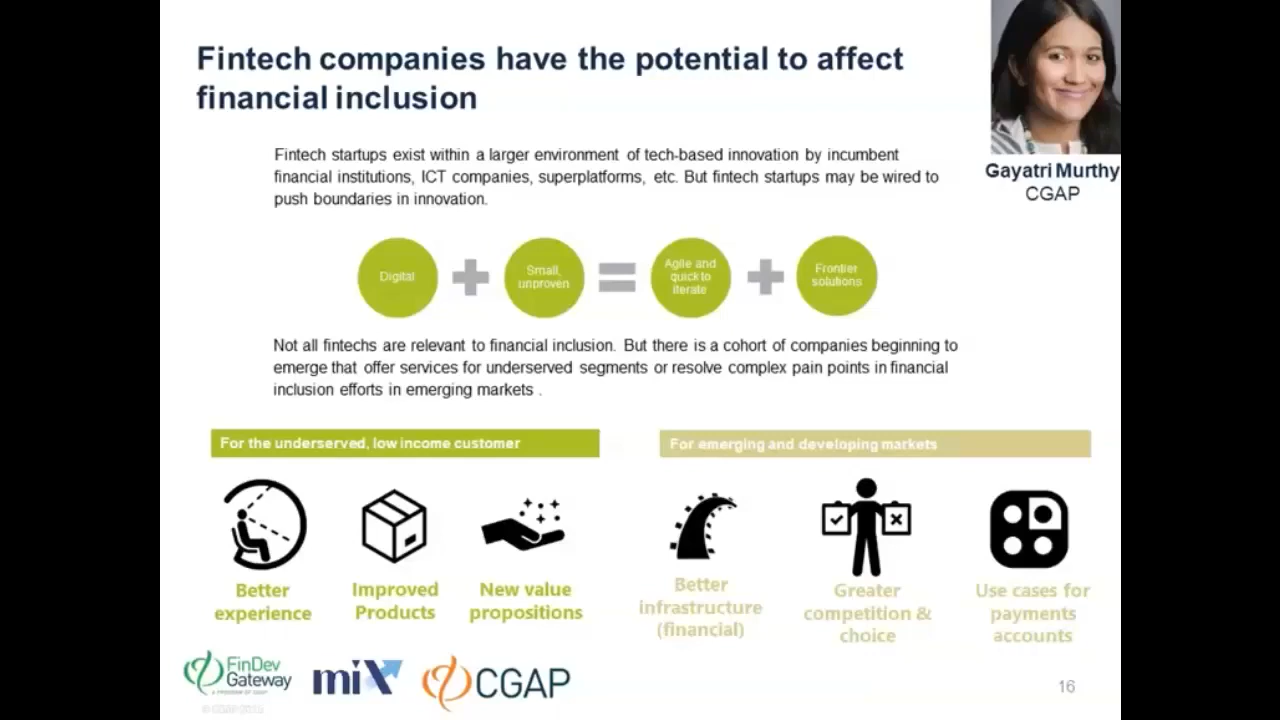 Fintech companies have the potential to affect
financial inclusion
Gayatri Murthy
CGAP
Fintech startups exist within a larger environment of tech-based innovation by incumbent
financial institutions, ICT companies, superplatforms, etc. But fintech startups may be wired to
push boundaries in innovation.
Digital
Small,
unproven
Agile and
quick to
iterate
Frontier
solutions
Not all fintechs are relevant to financial inclusion. But there is a cohort of companies beginning to
emerge that offer services for underserved segments or resolve complex pain points in financial
inclusion efforts in emerging markets .
For the underserved, low income customer
Better
experience
Improved
Products
New value
propositions
For emerging and developing markets
Better
infrastructure
(financial)
Greater
competition &
choice
Use cases for
payments
accounts
FinDev
Gateway
miX
CGAP
16